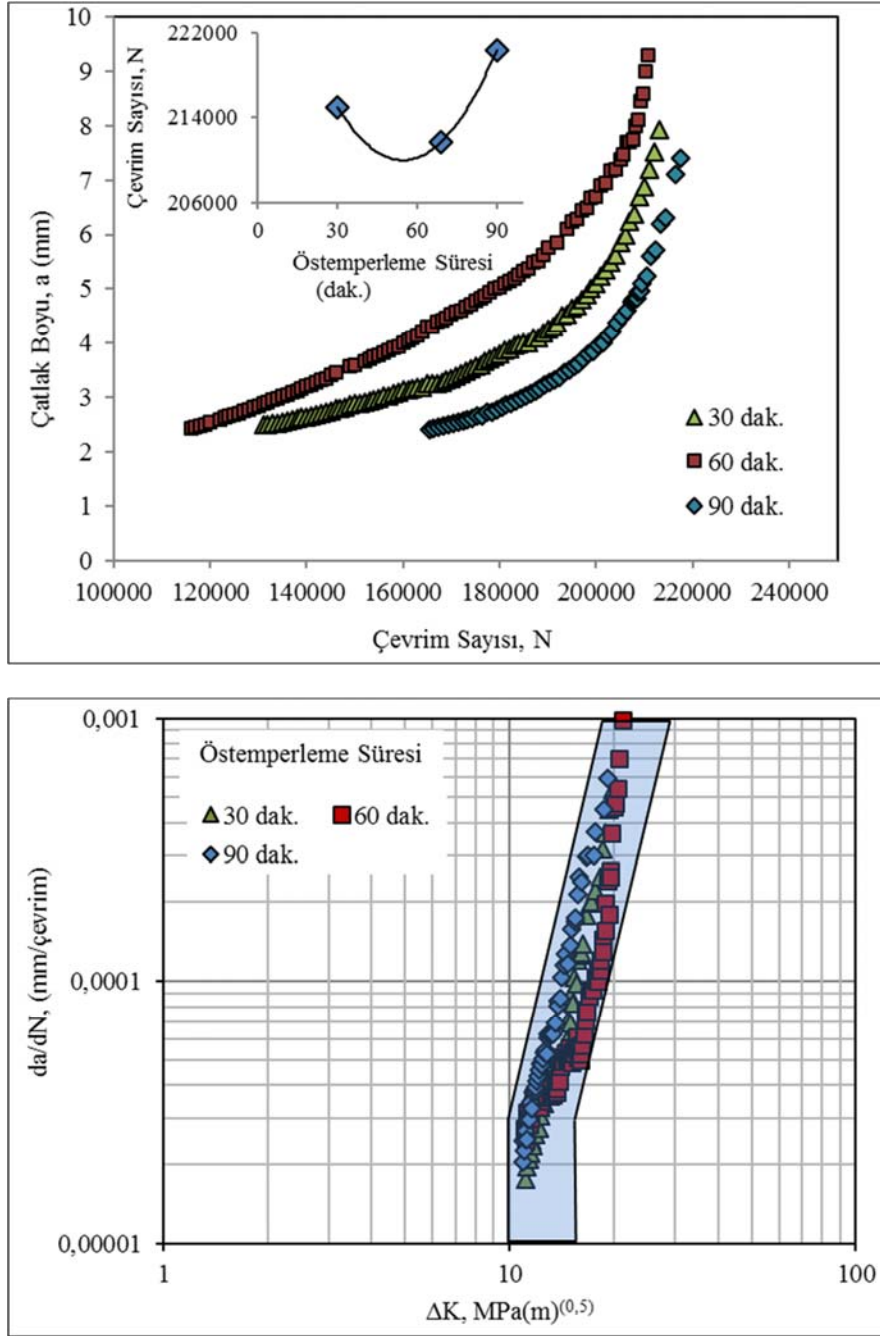 10
9
8
7
6
5
4
3
2
1
0
Çatlak Boyu, a (mm)
222000
214000
206000
Çevrim Sayısı, N
0 30 60 90
Östemperleme Süresi
(dak.)
30 dak.
60 dak.
90 dak.
100000 120000 140000 160000 180000 200000 220000 240000
Çevrim Sayısı, N
0,001
0,0001
0,00001
da/dN, (mm/çevrim)
Östemperleme Süresi
30 dak. 60 dak.
90 dak.
1 10 100
ΔK, MPa(m)(0,5)